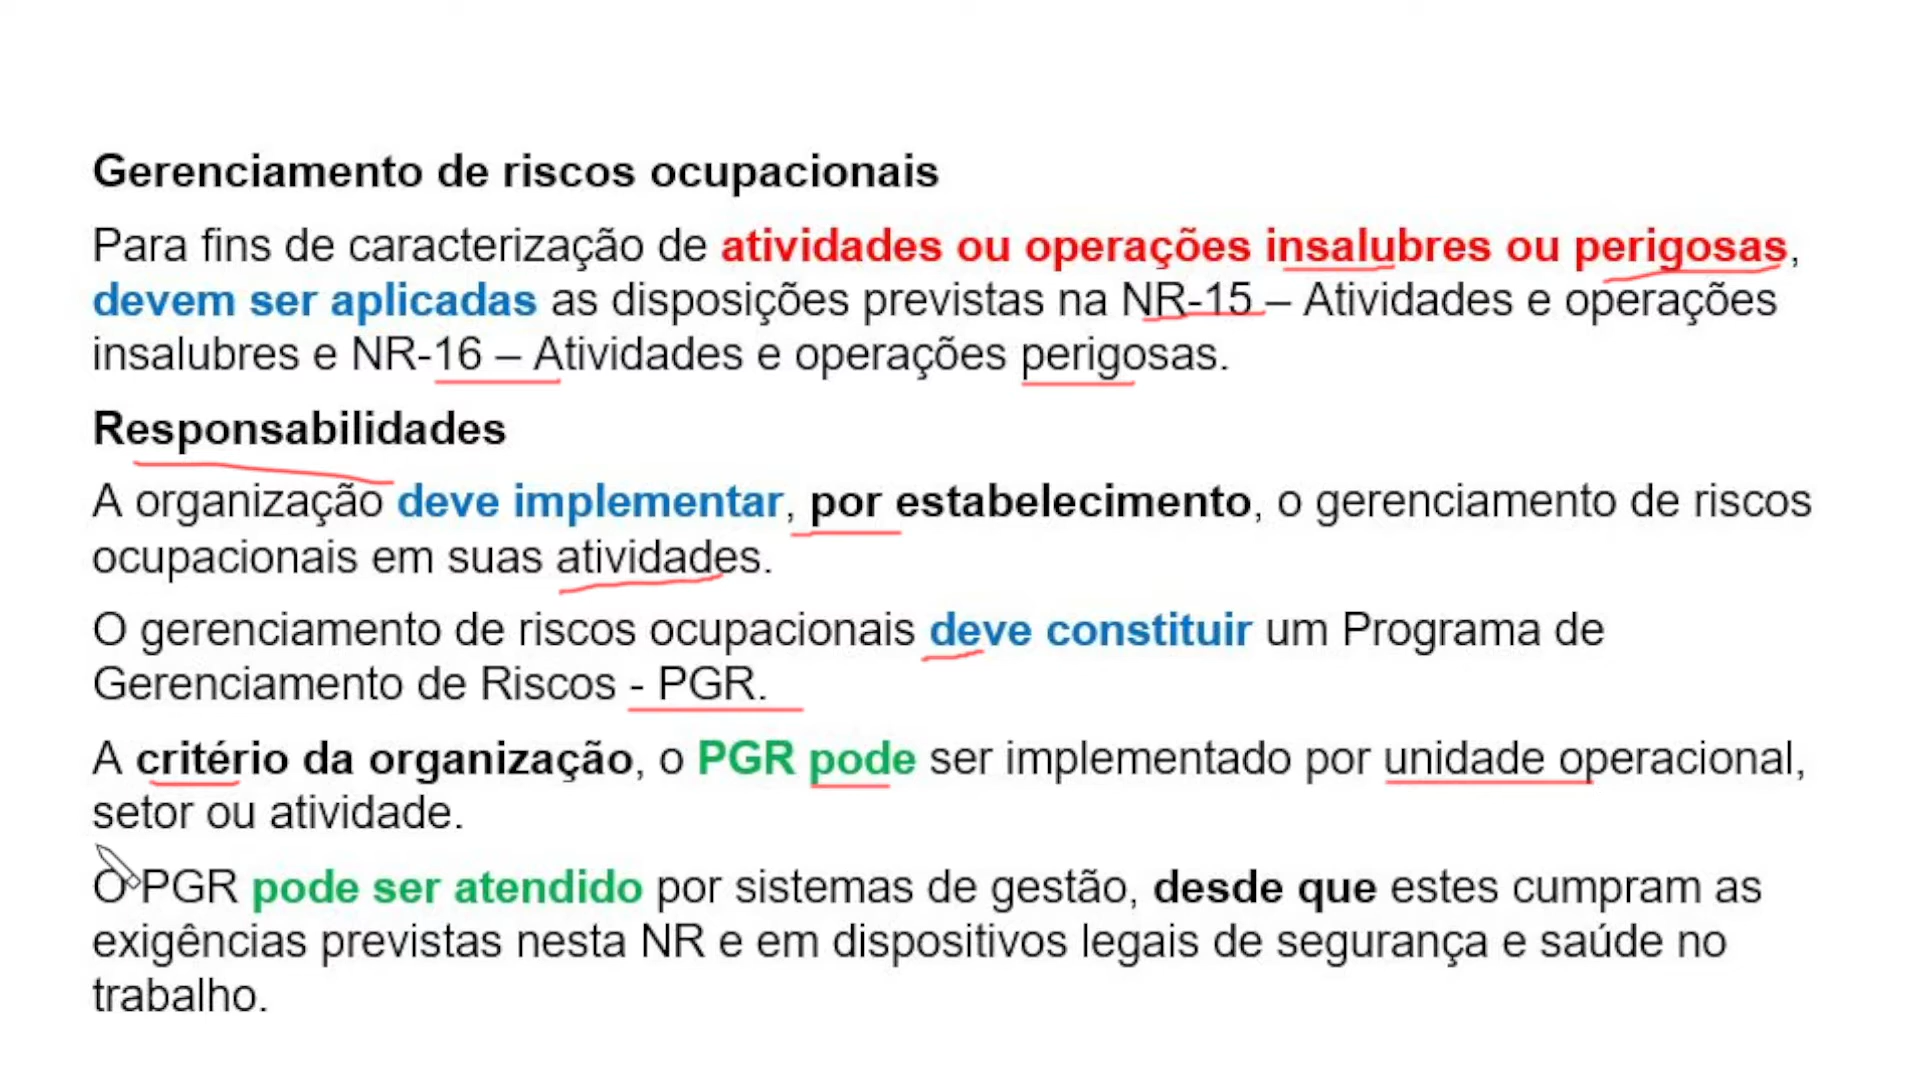 Gerenciamento de riscos ocupacionais
Para fins de caracterização de atividades ou operações insalubres ou perigosas,
devem ser aplicadas as disposições previstas na NR-15 – Atividades e operações
insalubres e NR-16 – Atividades e operações perigosas.
Responsabilidades
A organização deve implementar, por estabelecimento, o gerenciamento de riscos
ocupacionais em suas atividades.
O gerenciamento de riscos ocupacionais deve constituir um Programa de
Gerenciamento de Riscos - PGR.
A critério da organização, o PGR pode ser implementado por unidade operacional,
setor ou atividade.
O PGR pode ser atendido por sistemas de gestão, desde que estes cumpram as
exigências previstas nesta NR e em dispositivos legais de segurança e saúde no
trabalho.